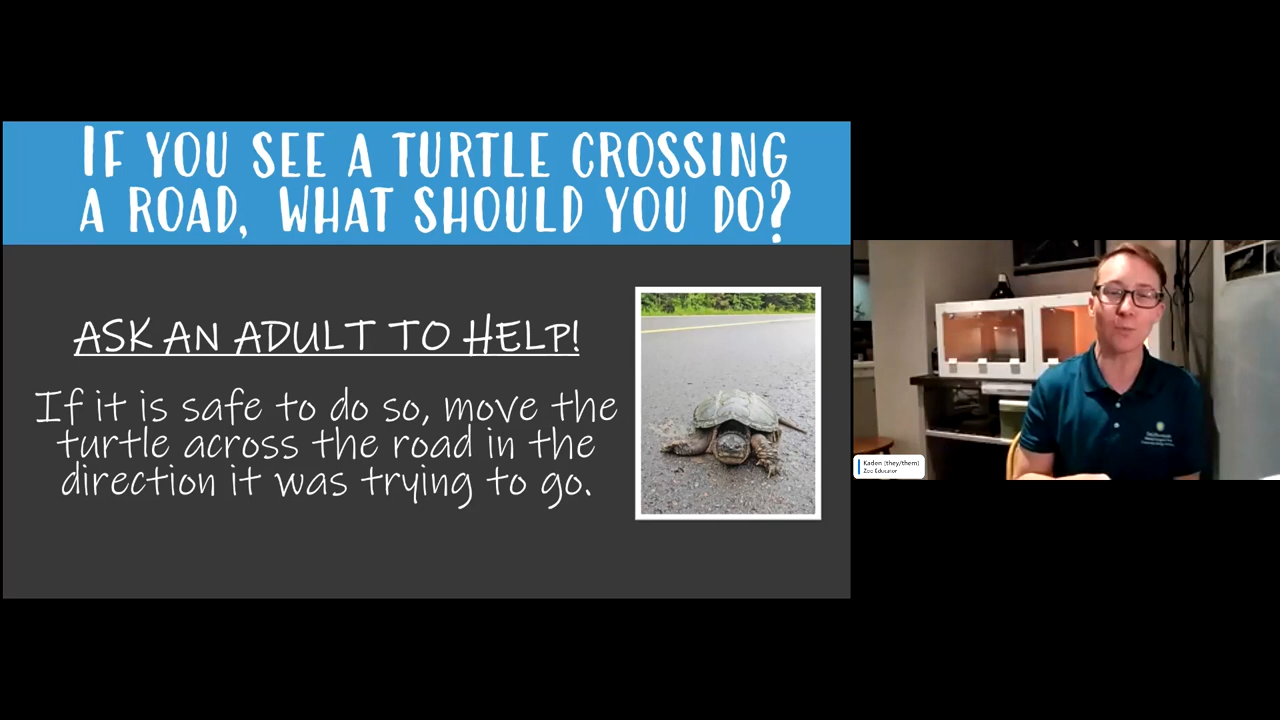 IF YOU SEE A TURTLE CROSSING
A ROAD, WHAT SHOULD YOU DO?
ASK AN ADULT TO HELP!
If it is safe to do so, move the
turtle across the road in the
direction it was trying to go.
Kaden (they/them)
Zoo Educator